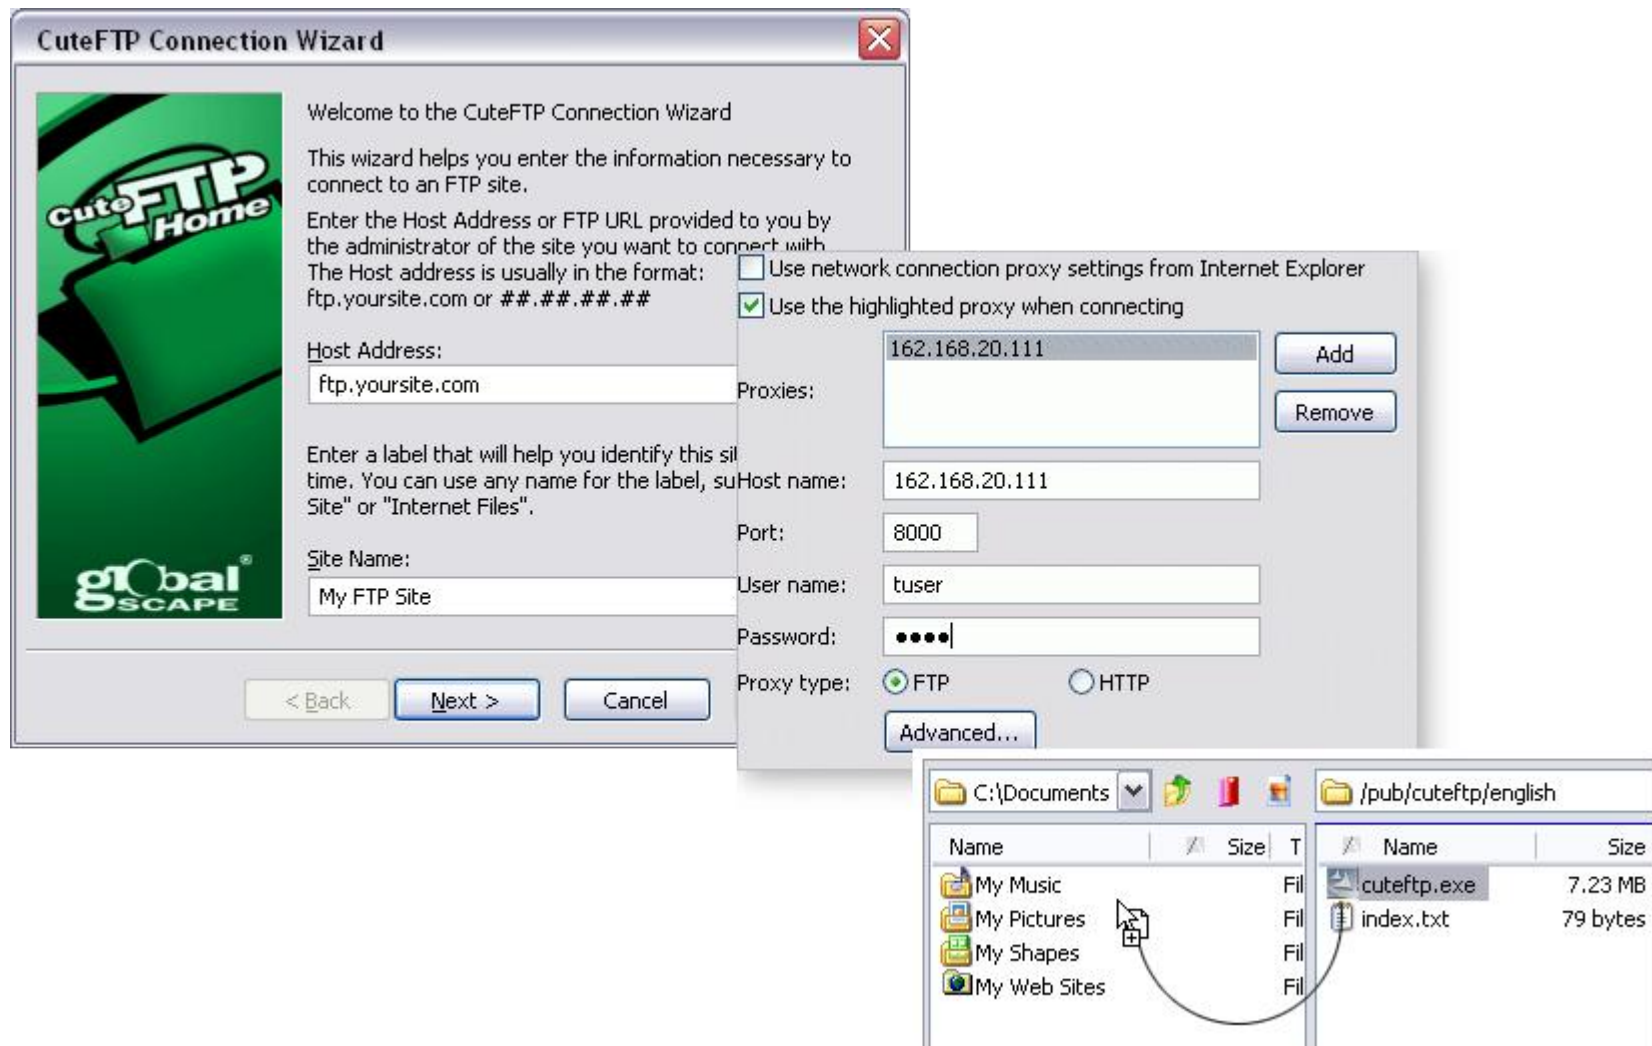 CuteFTP Connection Wizard
CuteFTP
Home
globalSCAPE®
Welcome to the CuteFTP Connection Wizard
This wizard helps you enter the information necessary to
connect to an FTP site.
Enter the Host Address or FTP URL provided to you by
the administrator of the site you want to connect with.
The Host address is usually in the format:
ftp.yoursite.com or ##.##.##.##
Host Address:
ftp.yoursite.com
Enter a label that will help you identify this
time. You can use any name for the label,
Site" or "Internet Files".
Site Name:
My FTP Site
< Back
Next >
Cancel
Use network connection proxy settings from Internet Explorer
Use the highlighted proxy when connecting
Proxies:
162.168.20.111
Add
Remove
Host name:
162.168.20.111
Port:
8000
User name:
tuser
Password:
••••
Proxy type:
FTP
HTTP
Advanced...
C:\Documents
Name Size T
My Music Fil
My Pictures Fil
My Shapes Fil
My Web Sites Fil
/pub/cuteftp/english
Name Size
cuteftp.exe 7.23 MB
index.txt 79 bytes